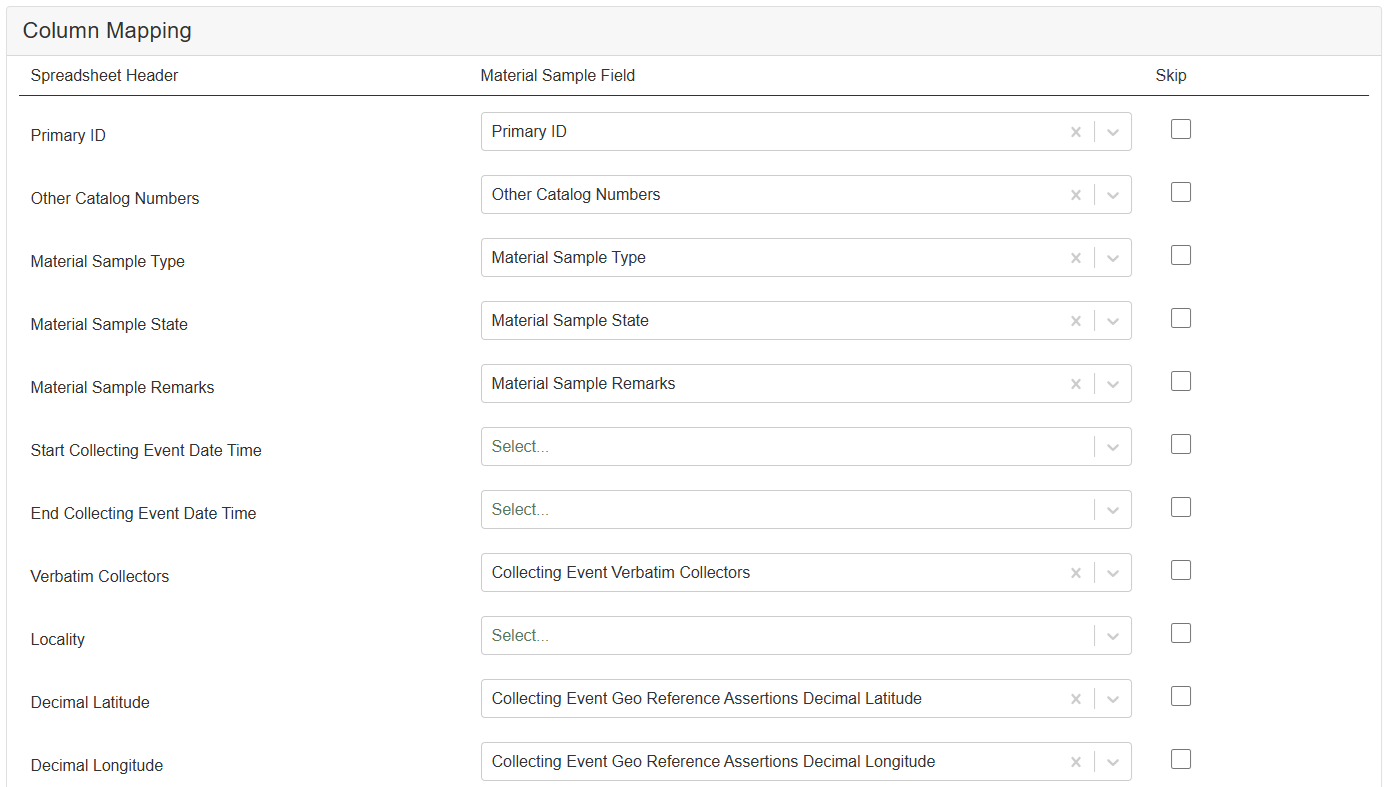 Column Mapping
Spreadsheet Header Material Sample Field Skip
Primary ID Primary ID
Other Catalog Numbers Other Catalog Numbers
Material Sample Type Material Sample Type
Material Sample State Material Sample State
Material Sample Remarks Material Sample Remarks
Start Collecting Event Date Time Select...
End Collecting Event Date Time Select...
Verbatim Collectors Collecting Event Verbatim Collectors
Locality Select...
Decimal Latitude Collecting Event Geo Reference Assertions Decimal Latitude
Decimal Longitude Collecting Event Geo Reference Assertions Decimal Longitude